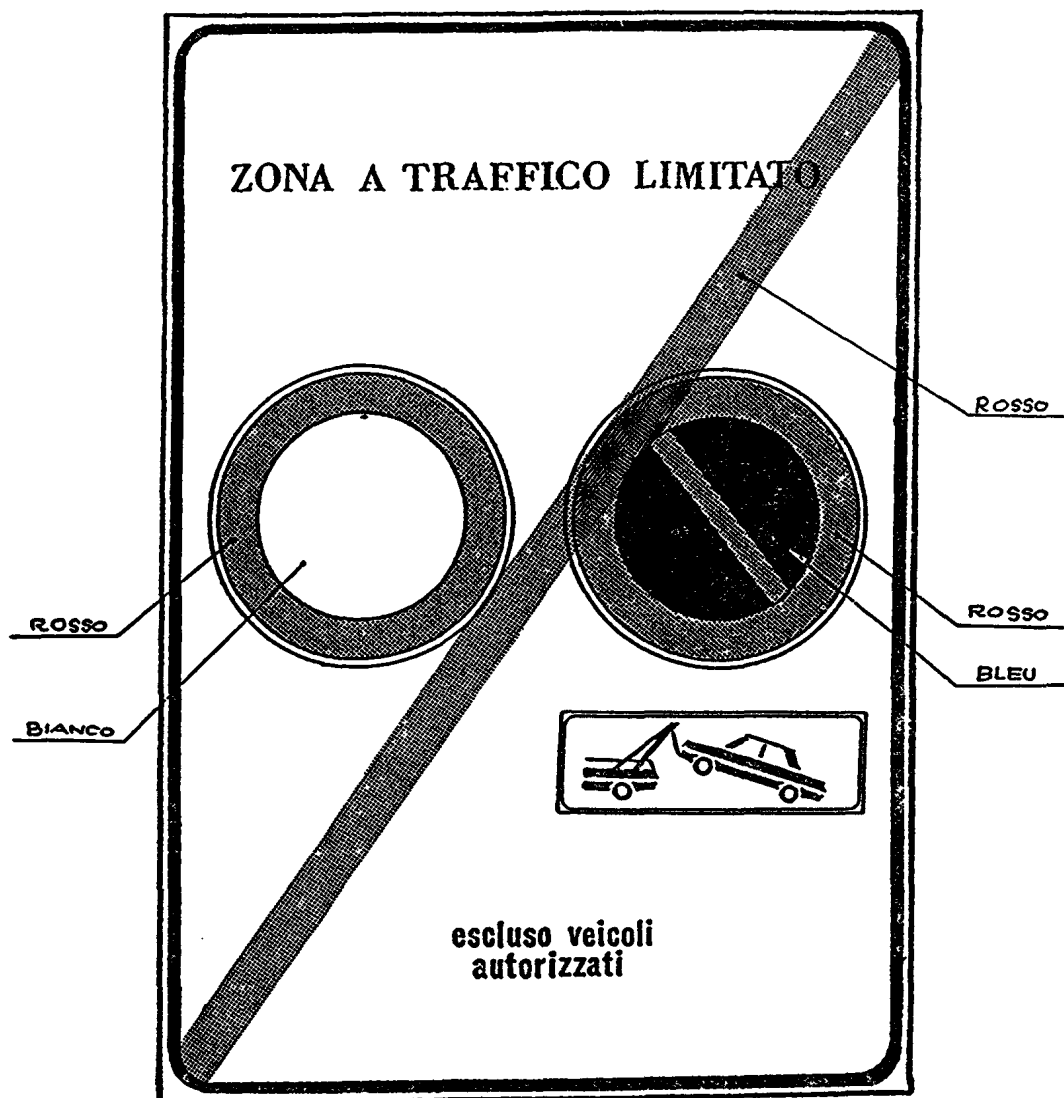 ZONA A TRAFFICO LIMITATO
ROSSO
ROSSO
ROSSO
BLEU
BIANCO
escluso veicoli
autorizzati